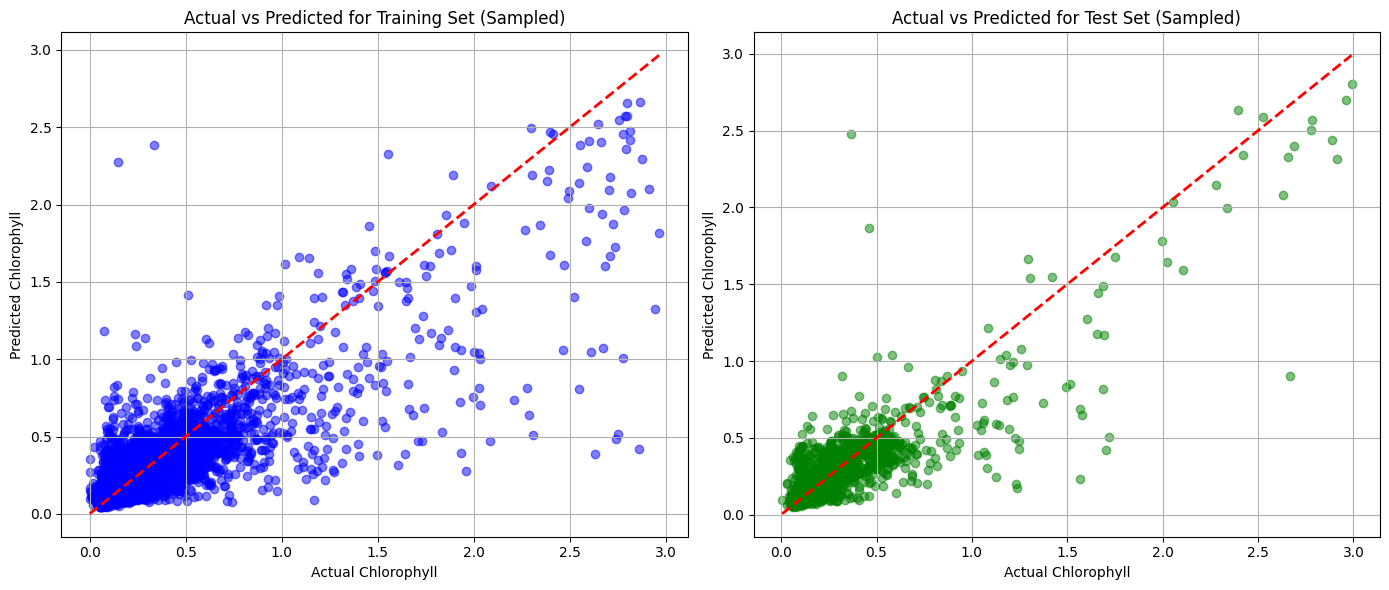 Actual vs Predicted for Training Set (Sampled)
Predicted Chlorophyll
3.0
2.5
2.0
1.5
1.0
0.5
0.0
0.0 0.5 1.0 1.5 2.0 2.5 3.0
Actual Chlorophyll
Actual vs Predicted for Test Set (Sampled)
Predicted Chlorophyll
3.0
2.5
2.0
1.5
1.0
0.5
0.0
0.0 0.5 1.0 1.5 2.0 2.5 3.0
Actual Chlorophyll